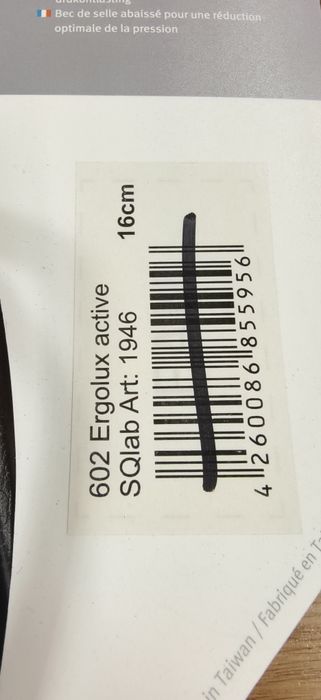 Bec de selle abaissé pour une réduction
optimale de la pression
602 Ergolux active
SQlab Art: 1946 16cm
4 260086 855956
in Taiwan / Fabriqué en